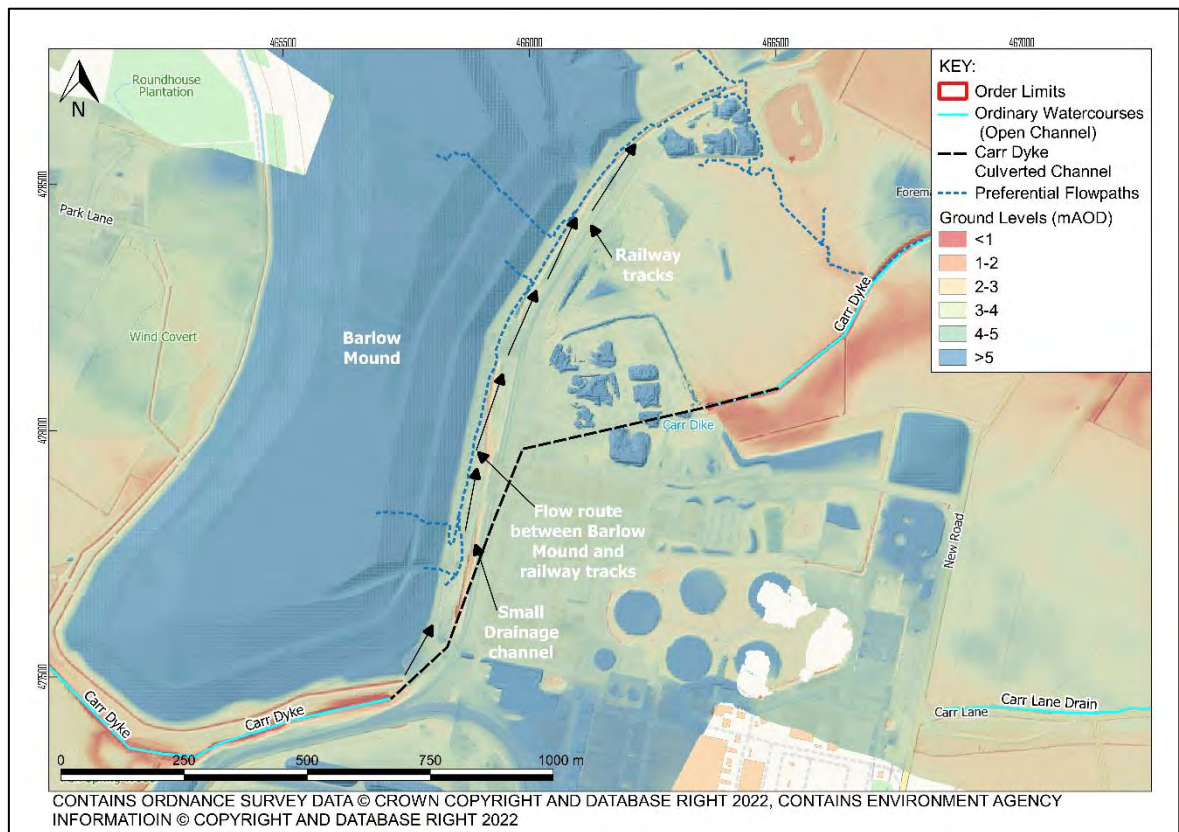 465500
466000
466500
467000
Roundhouse
Plantation
N
428500
Park Lane
Wind Covert
Barlow
Mound
Railway
tracks
Forema
Carr Dyke
428000
Carr Dike
Flow route
between Barlow
Mound and
railway tracks
Small
Drainage
channel
New Road
427500
Carr Dyke
Carr Dyke
Carr Lane
Carr Lane Drain
0 250 500 750 1000 m
KEY:
Order Limits
Ordinary Watercourses
(Open Channel)
Carr Dyke
Culverted Channel
Preferential Flowpaths
Ground Levels (mAOD)
<1
1-2
2-3
3-4
4-5
>5
CONTAINS ORDNANCE SURVEY DATA © CROWN COPYRIGHT AND DATABASE RIGHT 2022, CONTAINS ENVIRONMENT AGENCY
INFORMATIOIN © COPYRIGHT AND DATABASE RIGHT 2022